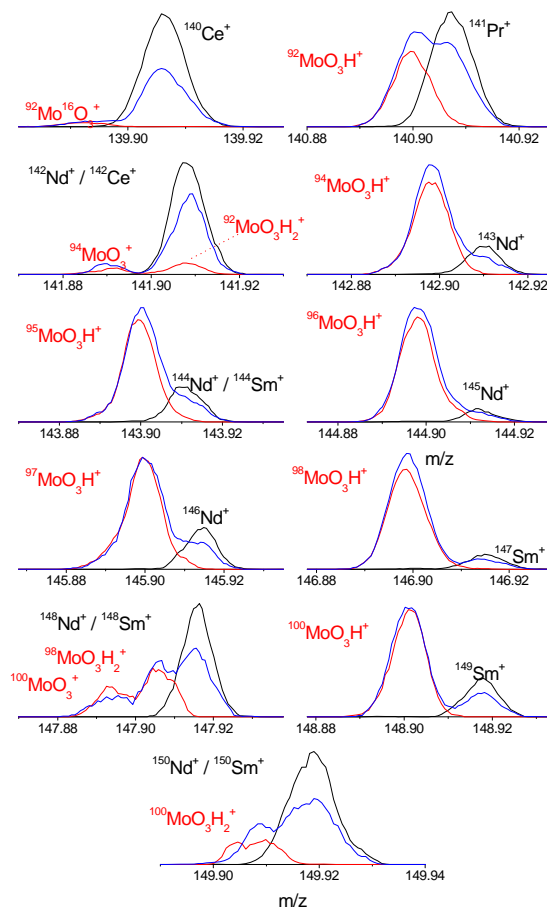 ¹⁴⁰Ce⁺
⁹²Mo¹⁶O₃⁺
139.90 139.92
¹⁴¹Pr⁺
⁹²MoO₃H⁺
140.88 140.90 140.92
¹⁴²Nd⁺ / ¹⁴²Ce⁺
⁹²MoO₃H₂⁺
⁹⁴MoO₃⁺
141.88 141.90 141.92
⁹⁴MoO₃H⁺
¹⁴³Nd⁺
142.88 142.90 142.92
⁹⁵MoO₃H⁺
¹⁴⁴Nd⁺ / ¹⁴⁴Sm⁺
143.88 143.90 143.92
⁹⁶MoO₃H⁺
¹⁴⁵Nd⁺
144.88 144.90 144.92
m/z
⁹⁷MoO₃H⁺
¹⁴⁶Nd⁺
145.88 145.90 145.92
⁹⁸MoO₃H⁺
¹⁴⁷Sm⁺
146.88 146.90 146.92
¹⁴⁸Nd⁺ / ¹⁴⁸Sm⁺
⁹⁸MoO₃H₂⁺
¹⁰⁰MoO₃⁺
147.88 147.90 147.92
¹⁰⁰MoO₃H⁺
¹⁴⁹Sm⁺
148.88 148.90 148.92
¹⁵⁰Nd⁺ / ¹⁵⁰Sm⁺
¹⁰⁰MoO₃H₂⁺
149.90 149.92 149.94
m/z